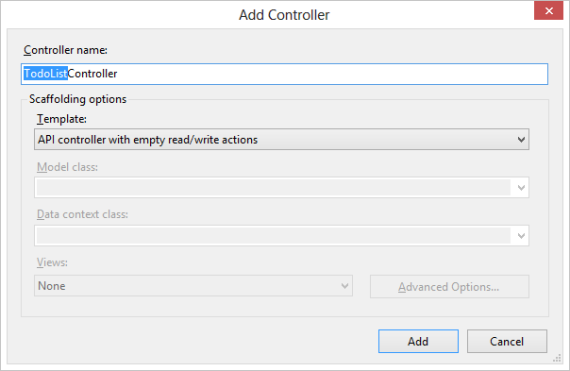 Add Controller
Controller name:
TodoListController
Scaffolding options
Template:
API controller with empty read/write actions
Model class:
Data context class:
Views:
None
Advanced Options...
Add
Cancel